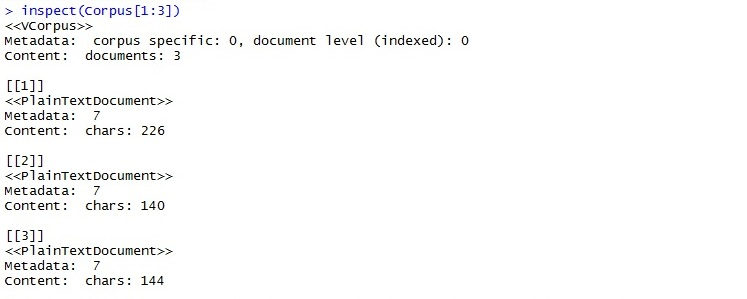 > inspect(Corpus[1:3])
<<VCorpus>>
Metadata:  corpus specific: 0, document level (indexed): 0
Content:  documents: 3

[[1]]
<<PlainTextDocument>>
Metadata:  7
Content:  chars: 226

[[2]]
<<PlainTextDocument>>
Metadata:  7
Content:  chars: 140

[[3]]
<<PlainTextDocument>>
Metadata:  7
Content:  chars: 144